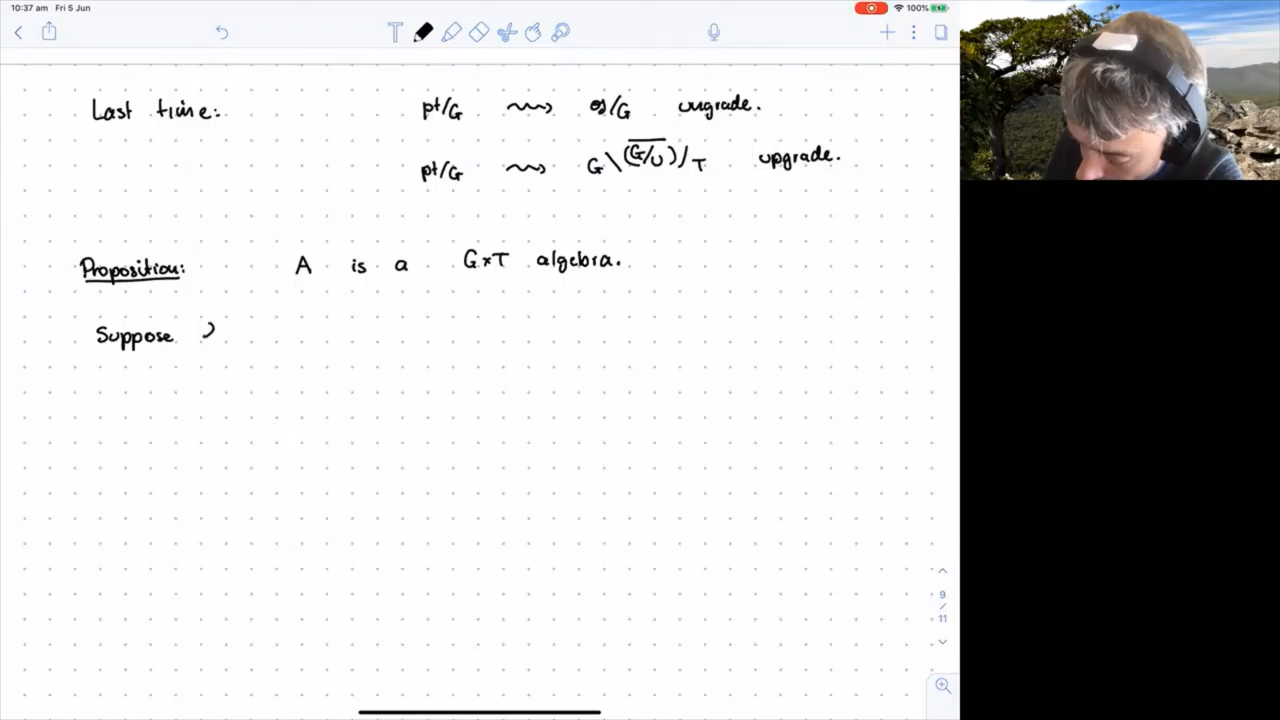 10:37 am Fri 5 Jun
100%
Last time: pt/G ⇝ 𝔤/G upgrade.
pt/G ⇝ G\(\overline{G/U})/T upgrade.
Proposition: A is a G×T algebra.
Suppose
9
/
11